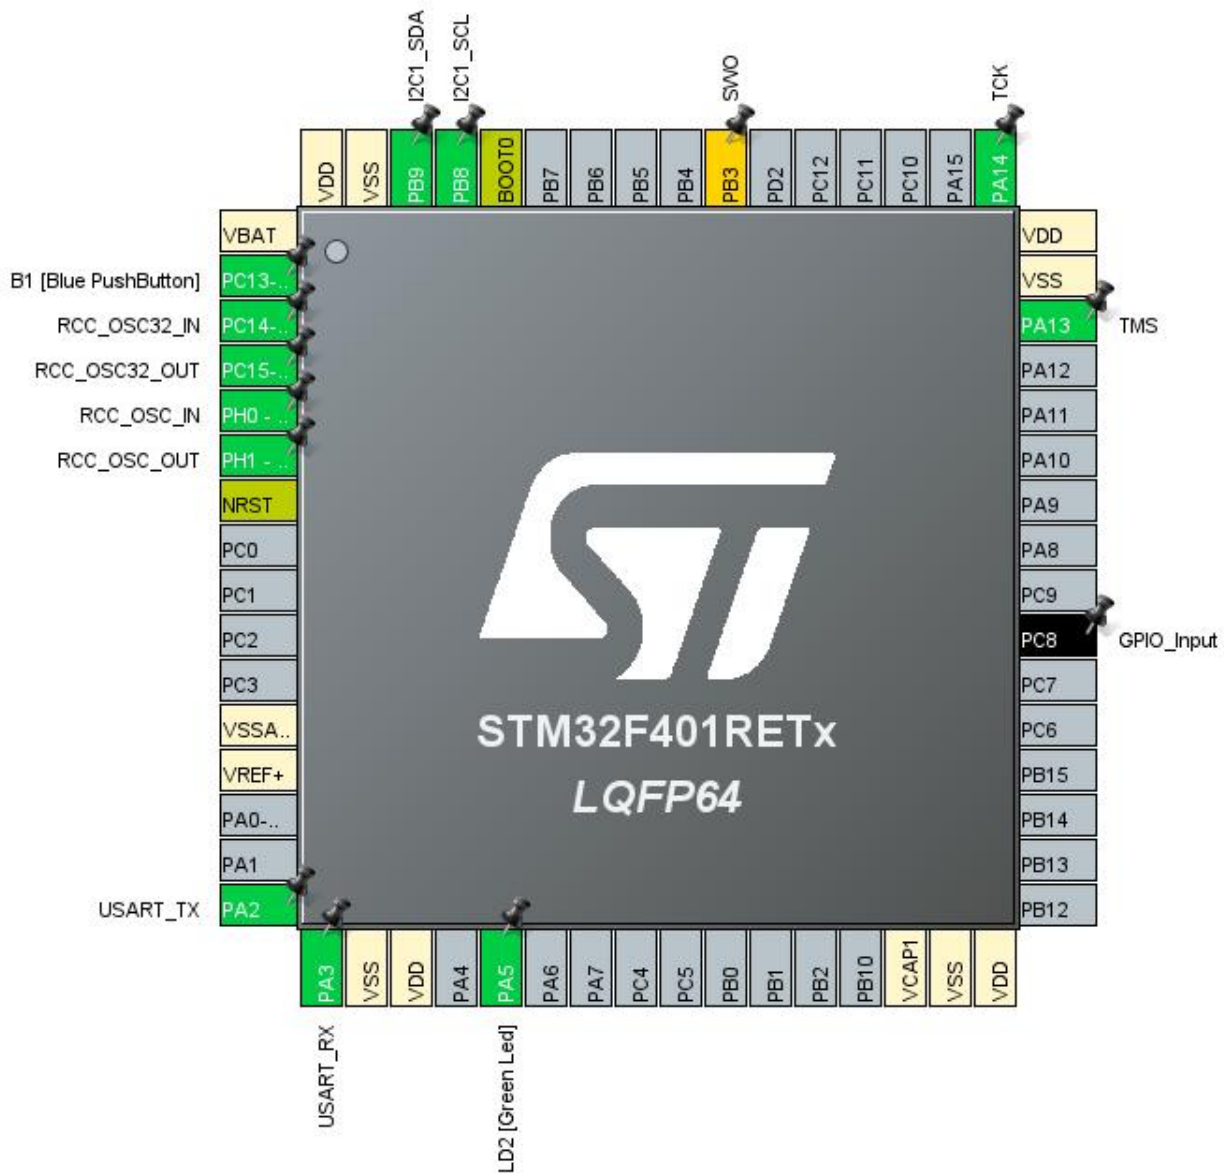 I2C1_SDA
I2C1_SCL
SWO
TCK
VDD
VSS
PB9
PB8
BOOT0
PB7
PB6
PB5
PB4
PB3
PD2
PC12
PC11
PC10
PA15
PA14
VBAT
VDD
B1 [Blue PushButton] PC13-..
VSS
RCC_OSC32_IN PC14-..
PA13 TMS
RCC_OSC32_OUT PC15-..
PA12
RCC_OSC_IN PH0 - ..
PA11
RCC_OSC_OUT PH1 - ..
PA10
NRST
PA9
PC0
PA8
PC1
PC9
PC2
PC8 GPIO_Input
PC3
PC7
VSSA..
PC6
VREF+
PB15
PA0-..
PB14
PA1
PB13
USART_TX PA2
PB12
ST
STM32F401RETx
LQFP64
PA3
VSS
VDD
PA4
PA5
PA6
PA7
PC4
PC5
PB0
PB1
PB2
PB10
VCAP1
VSS
VDD
USART_RX
LD2 [Green Led]